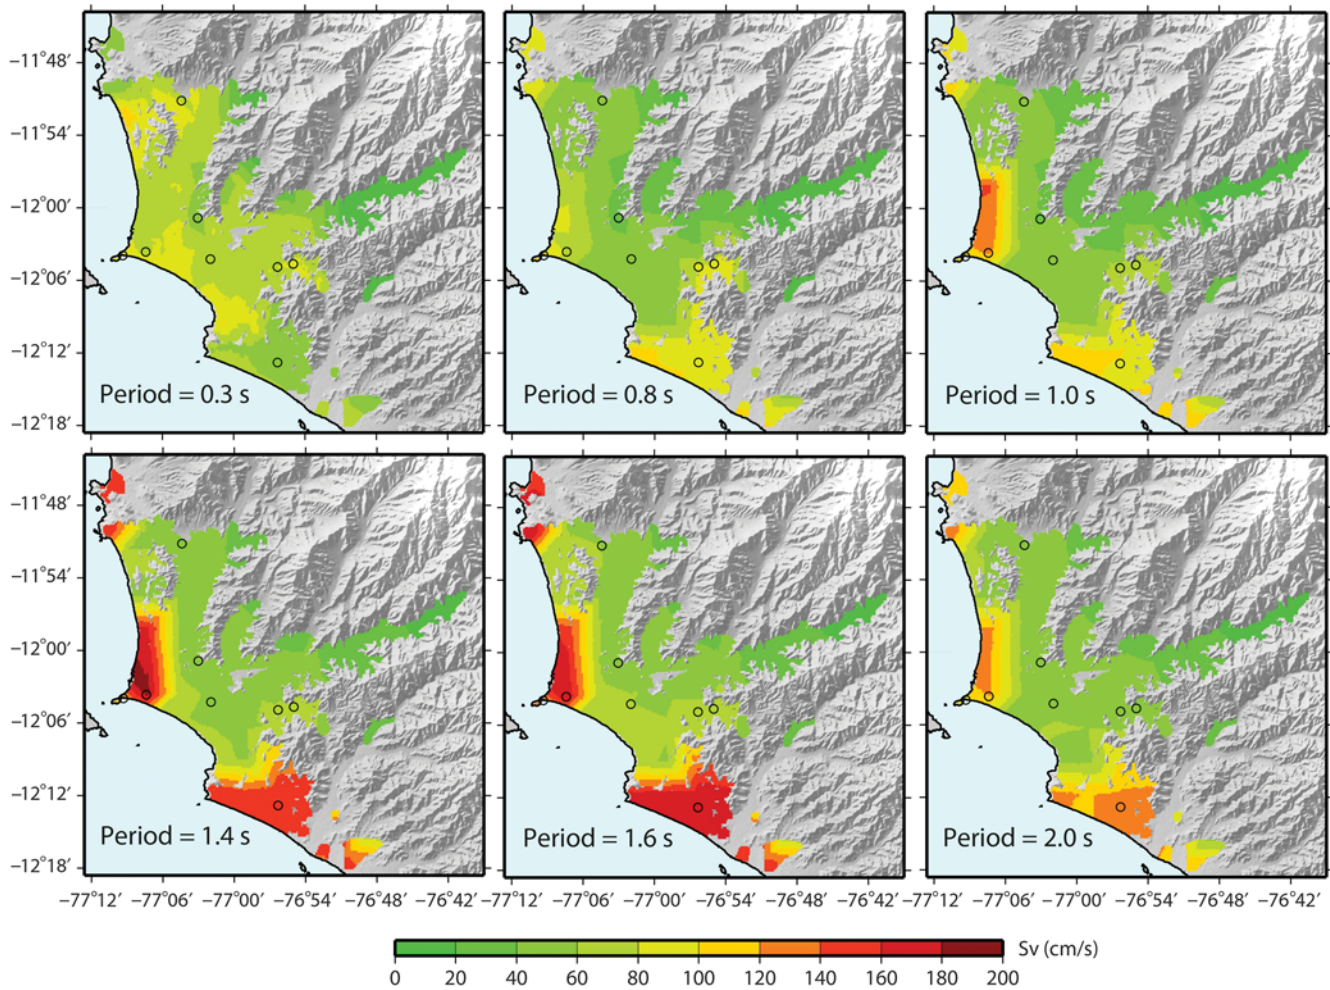 −11°48′
−11°54′
−12°00′
−12°06′
−12°12′
−12°18′
Period = 0.3 s
Period = 0.8 s
Period = 1.0 s
−11°48′
−11°54′
−12°00′
−12°06′
−12°12′
−12°18′
Period = 1.4 s
Period = 1.6 s
Period = 2.0 s
−77°12′ −77°06′ −77°00′ −76°54′ −76°48′ −76°42′
−77°12′ −77°06′ −77°00′ −76°54′ −76°48′ −76°42′
−77°12′ −77°06′ −77°00′ −76°54′ −76°48′ −76°42′
Sv (cm/s)
0 20 40 60 80 100 120 140 160 180 200